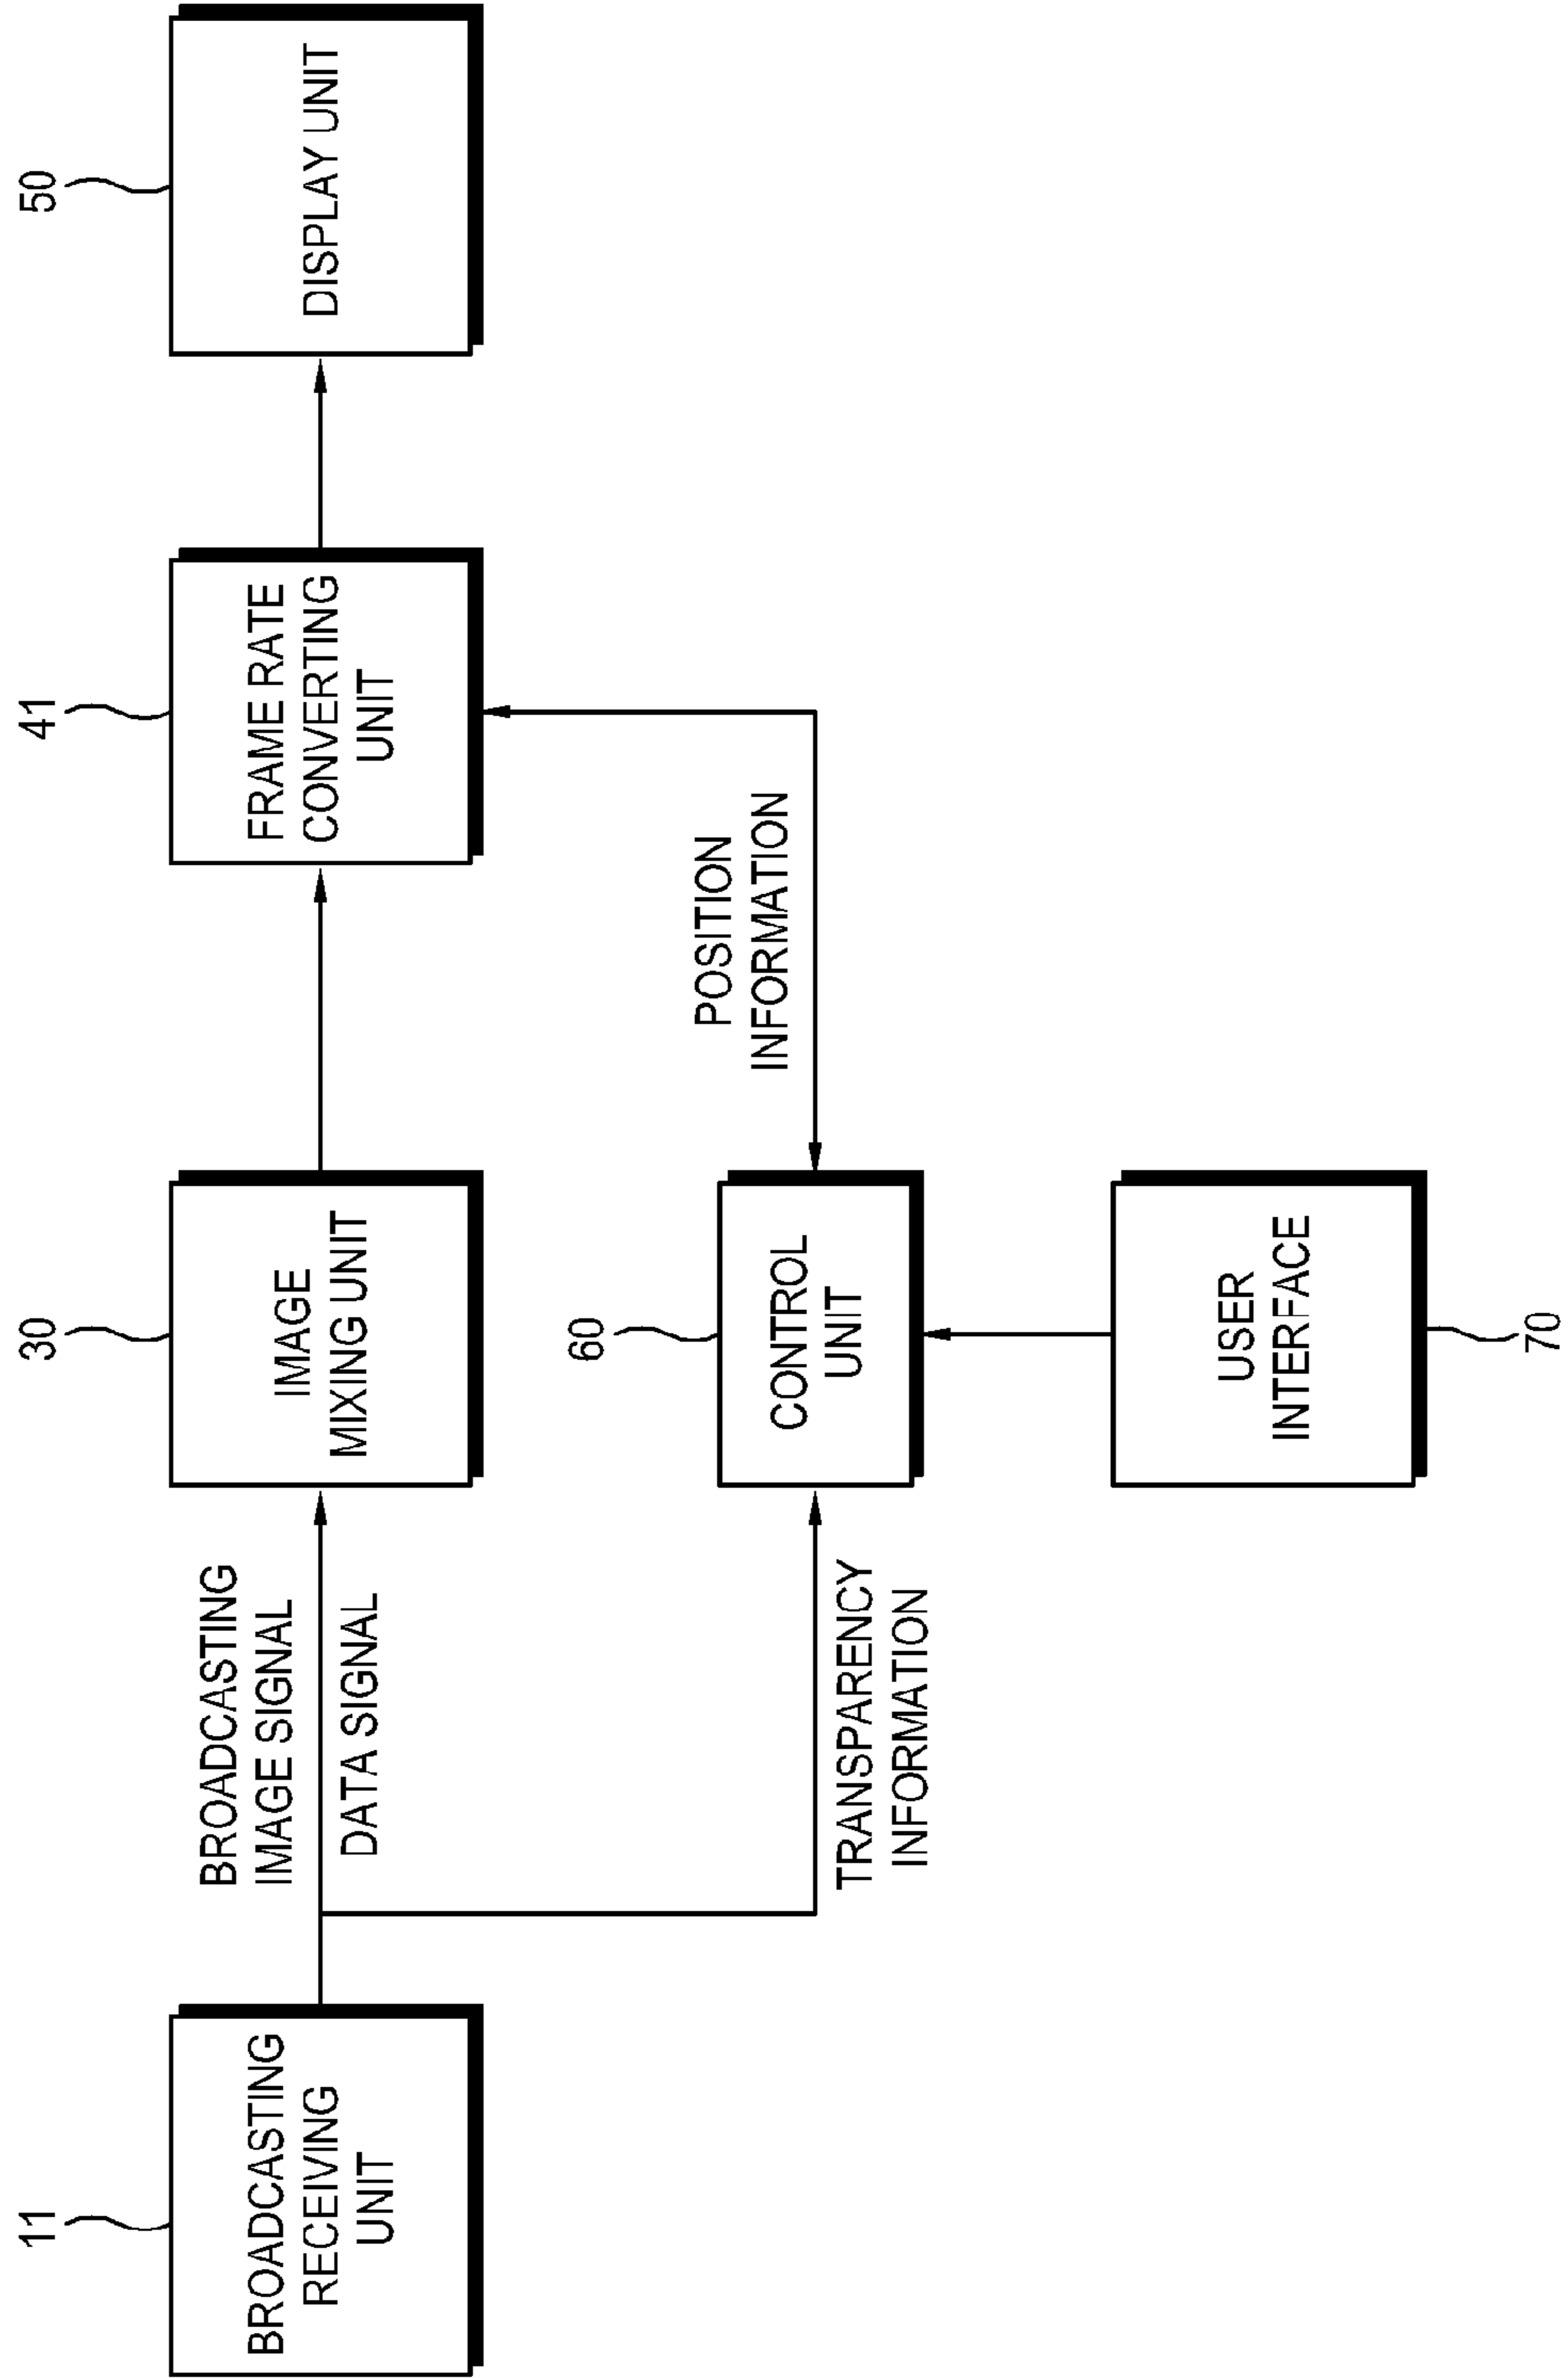 11
BROADCASTING
RECEIVING
UNIT
BROADCASTING
IMAGE SIGNAL
DATA SIGNAL
30
IMAGE
MIXING UNIT
41
FRAME RATE
CONVERTING
UNIT
50
DISPLAY UNIT
TRANSPARENCY
INFORMATION
60
CONTROL
UNIT
POSITION
INFORMATION
USER
INTERFACE
70